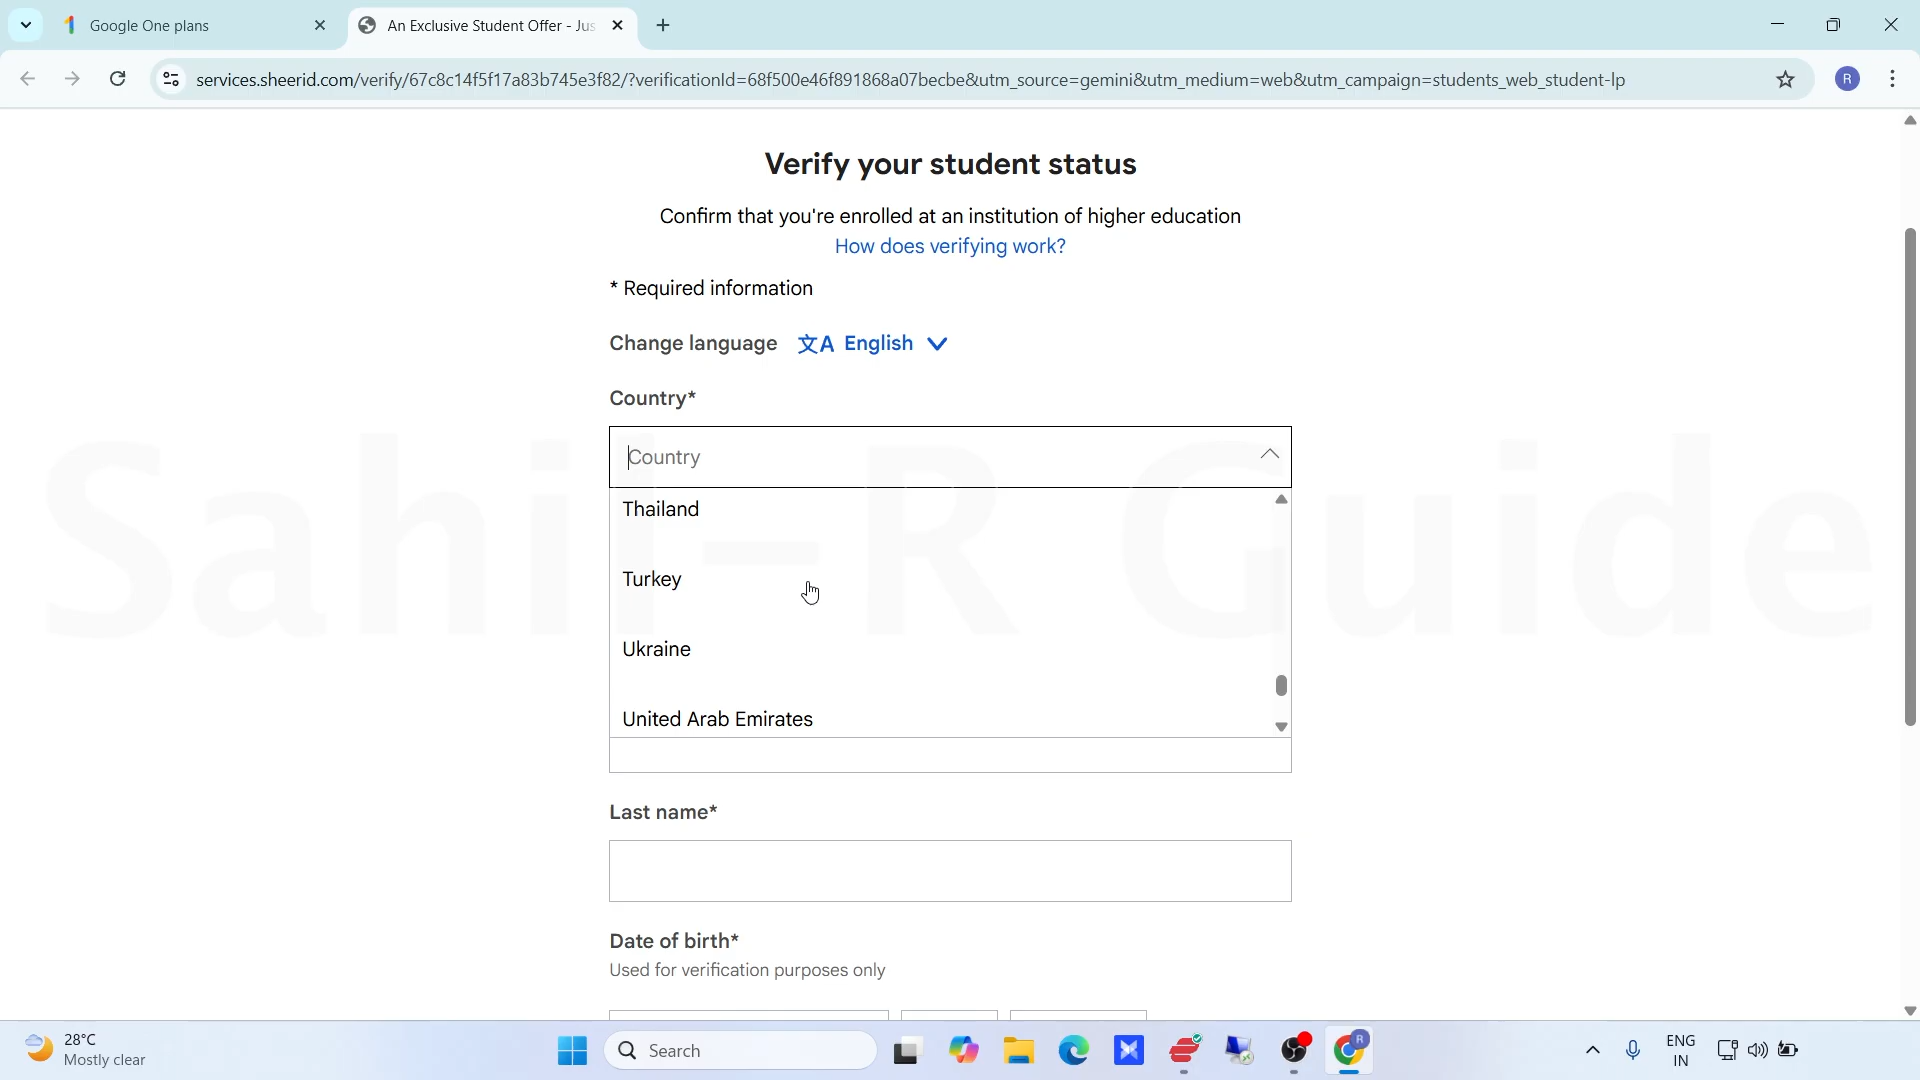 Google One plans
An Exclusive Student Offer - Jus
services.sheerid.com/verify/67c8c14f5f17a83b745e3f82/?verificationId=68f500e46f891868a07becbe&utm_source=gemini&utm_medium=web&utm_campaign=students_web_student-lp
R
Verify your student status
Confirm that you're enrolled at an institution of higher education
How does verifying work?
* Required information
Change language 文A English
Country*
Country
Sahil-R Guide
Thailand
Turkey
Ukraine
United Arab Emirates
Last name*
Date of birth*
Used for verification purposes only
28°C
Mostly clear
Search
R
ENG
IN